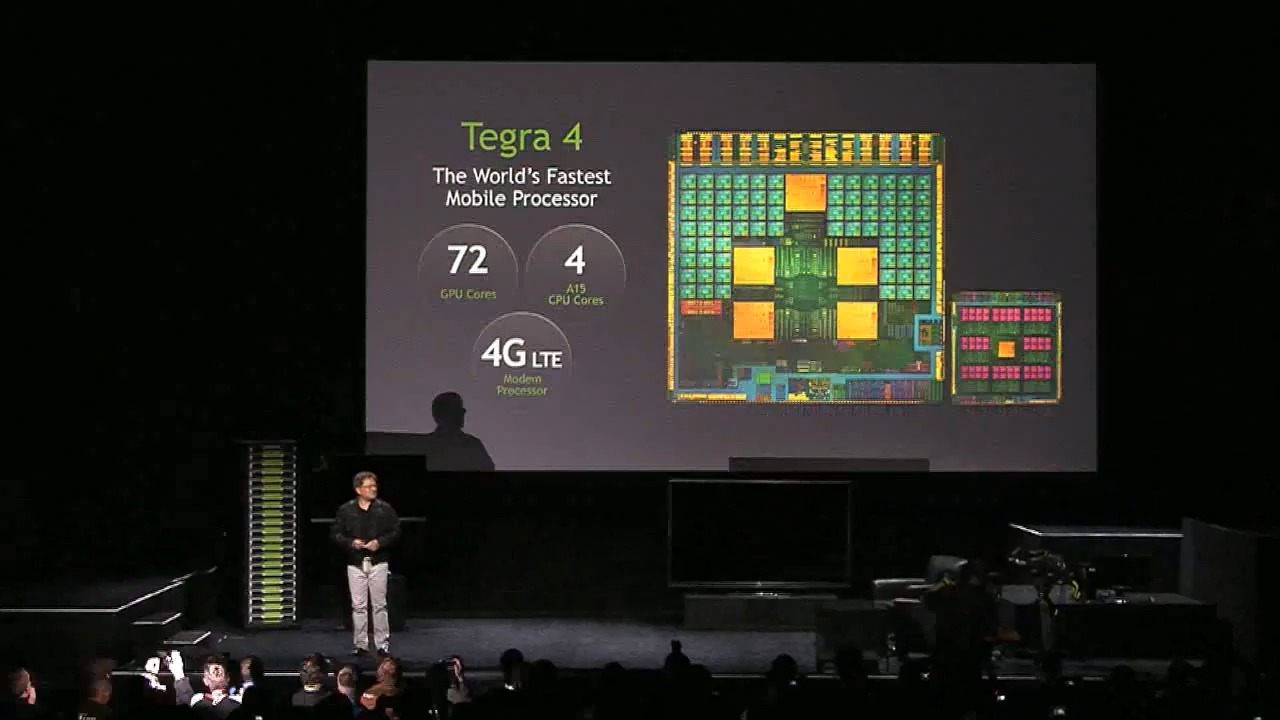 Tegra 4
The World's Fastest
Mobile Processor
72
GPU Cores
4
A15
CPU Cores
4G LTE
Modem
Processor